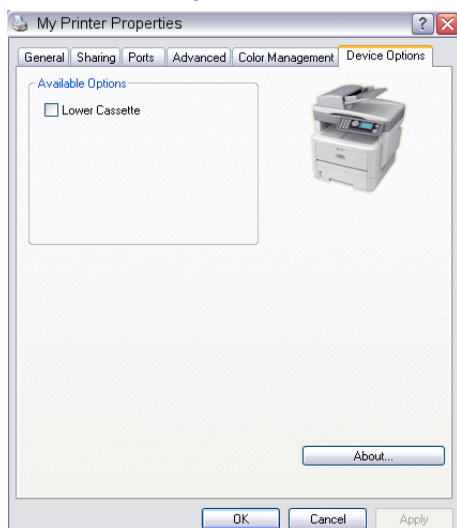 My Printer Properties
General Sharing Ports Advanced Color Management Device Options
Available Options
Lower Cassette
About...
OK Cancel Apply